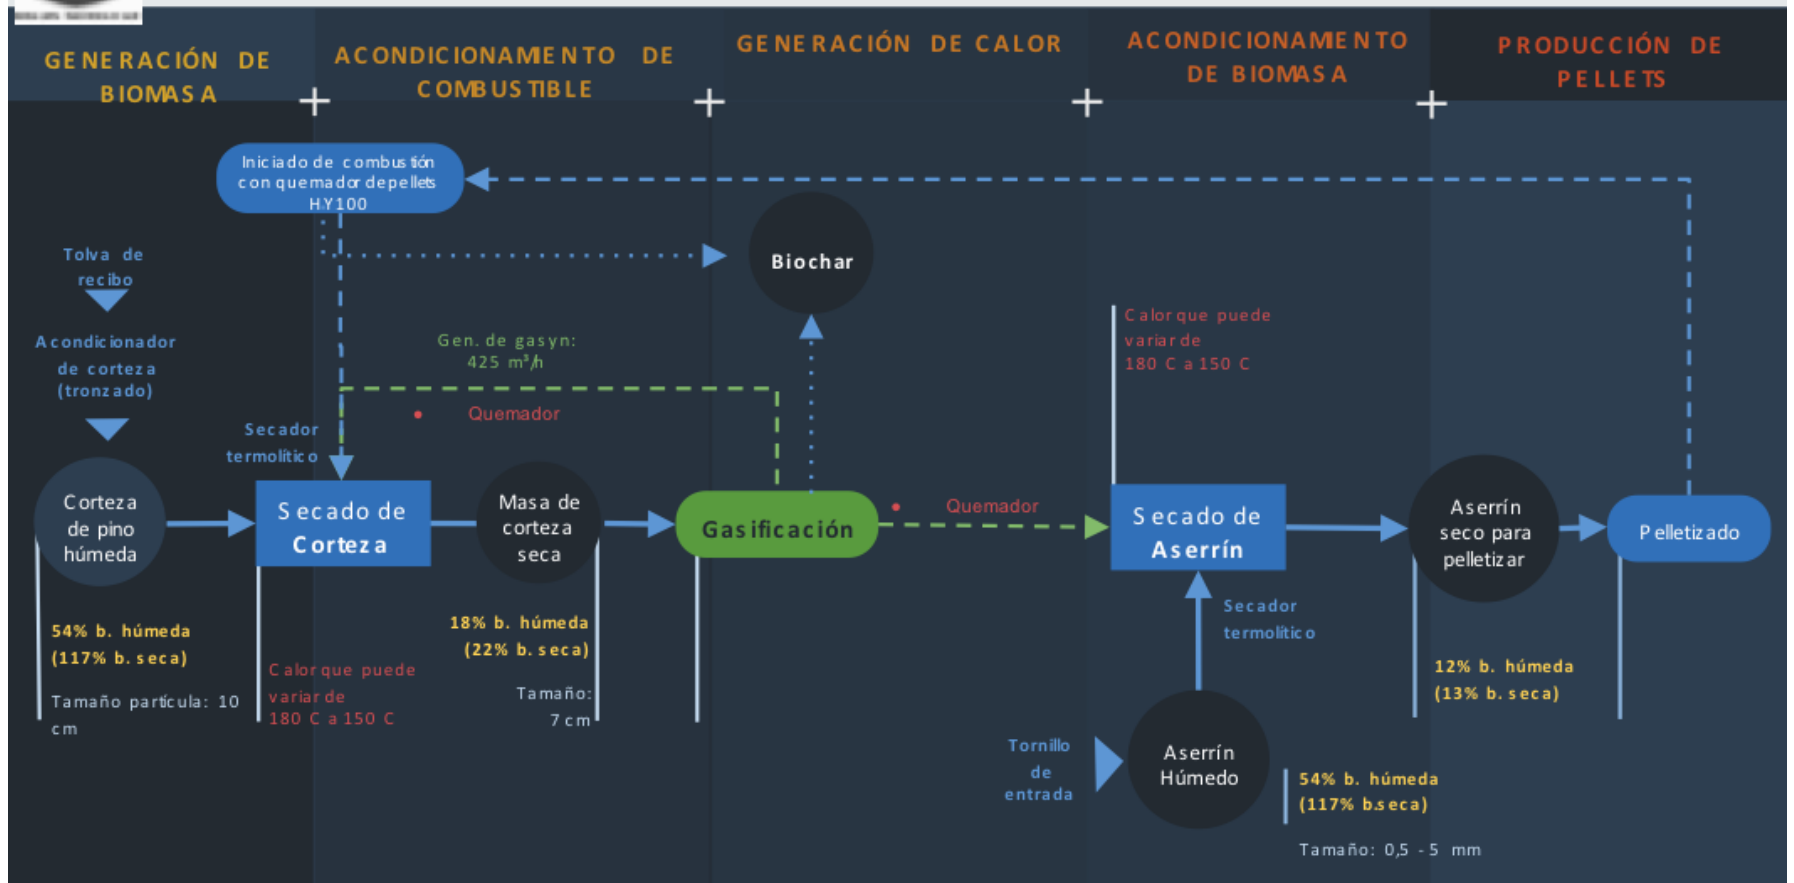 GENERACIÓN DE
BIOMASA
ACONDICIONAMIENTO DE
COMBUSTIBLE
GENERACIÓN DE CALOR
ACONDICIONAMIENTO
DE BIOMASA
PRODUCCIÓN DE
PELLETS
Iniciado de combustión
con quemador de pellets
HY100
Tolva de
recibo
Acondicionador
de corteza
(tronzado)
Corteza
de pino
húmeda
54% b. húmeda
(117% b. seca)
Tamaño partícula: 10
cm
Secador
termolítico
Secado de
Corteza
Calor que puede
variar de
180 C a 150 C
Gen. de gasyn:
425 m³/h
• Quemador
Masa de
corteza
seca
18% b. húmeda
(22% b. seca)
Tamaño:
7 cm
Biochar
Gasificación
• Quemador
Calor que puede
variar de
180 C a 150 C
Secado de
Aserrín
Secador
termolítico
Tornillo
de
entrada
Aserrín
Húmedo
54% b. húmeda
(117% b.seca)
Tamaño: 0,5 - 5 mm
Aserrín
seco para
pelletizar
12% b. húmeda
(13% b. seca)
Pelletizado